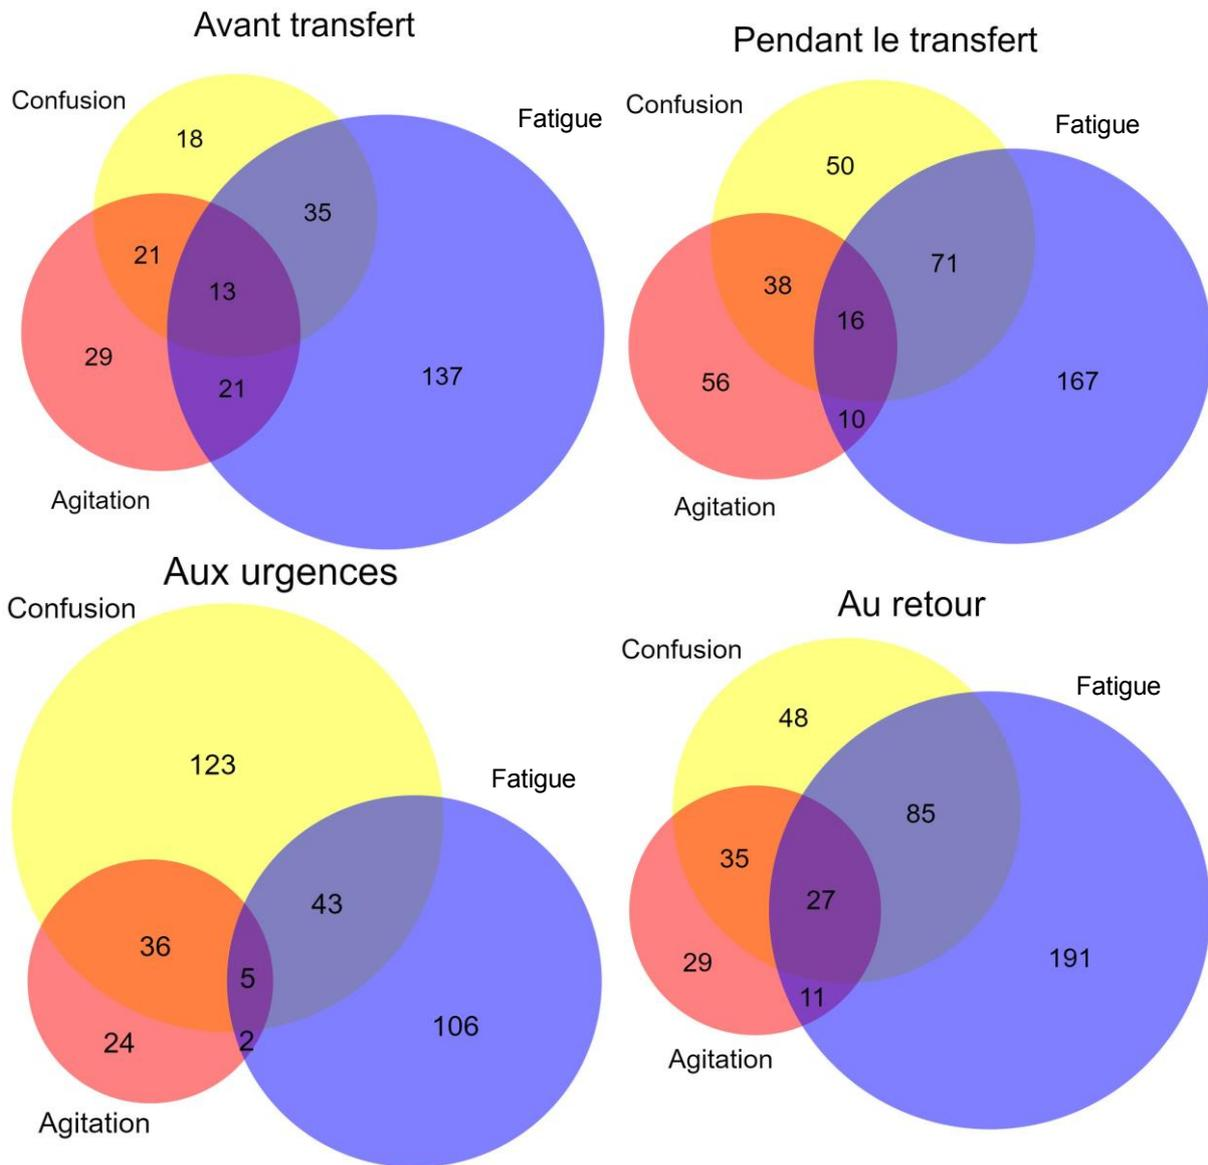 Avant transfert
Confusion
Fatigue
18
35
21
13
29
21
137
Agitation
Pendant le transfert
Confusion
Fatigue
50
71
38
16
56
10
167
Agitation
Aux urgences
Confusion
123
Fatigue
43
36
5
24
2
106
Agitation
Au retour
Confusion
Fatigue
48
85
35
27
29
11
191
Agitation